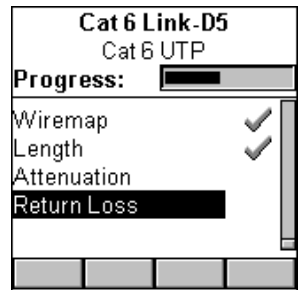 Cat 6 Link-D5
Cat 6 UTP
Progress:
Wiremap
Length
Attenuation
Return Loss